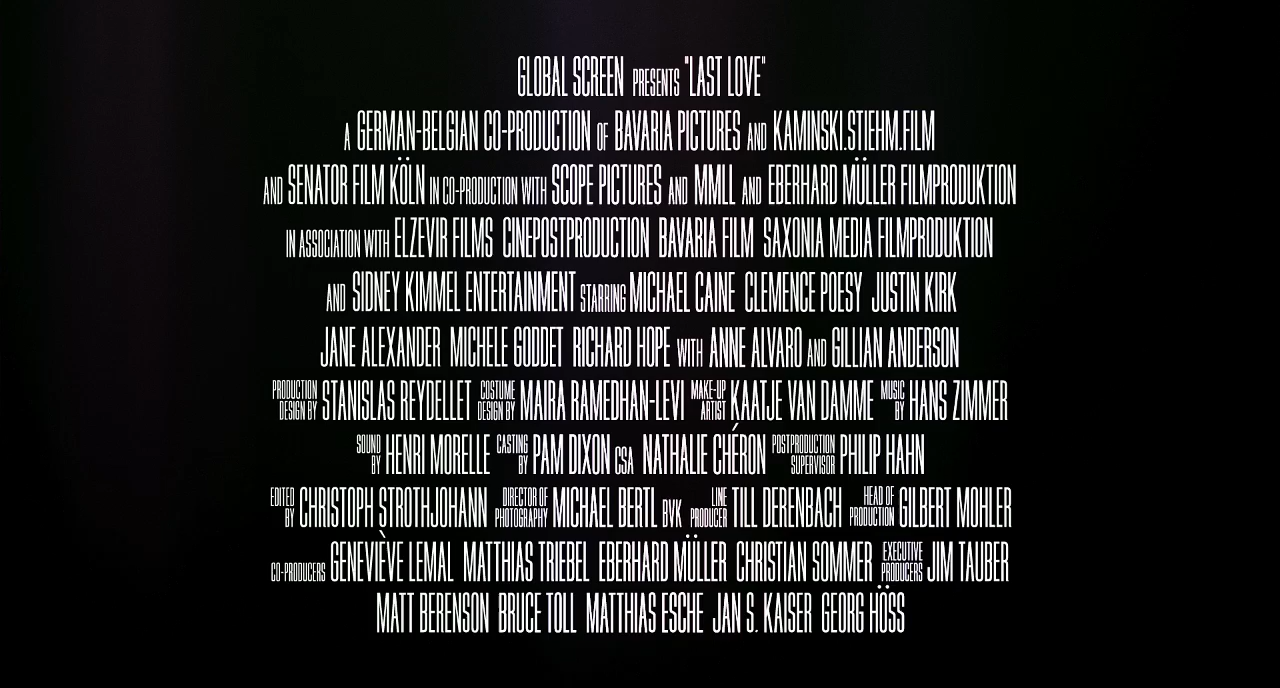 GLOBAL SCREEN PRESENTS "LAST LOVE"
A GERMAN-BELGIAN CO-PRODUCTION OF BAVARIA PICTURES AND KAMINSKI.STIEHM.FILM
AND SENATOR FILM KÖLN IN CO-PRODUCTION WITH SCOPE PICTURES AND MMLL AND EBERHARD MÜLLER FILMPRODUKTION
IN ASSOCIATION WITH ELZEVIR FILMS CINEPOSTPRODUCTION BAVARIA FILM SAXONIA MEDIA FILMPRODUKTION
AND SIDNEY KIMMEL ENTERTAINMENT STARRING MICHAEL CAINE CLEMENCE POESY JUSTIN KIRK
JANE ALEXANDER MICHELE GODDET RICHARD HOPE WITH ANNE ALVARO AND GILLIAN ANDERSON
PRODUCTION DESIGN BY STANISLAS REYDELLET COSTUME DESIGN BY MAIRA RAMEDHAN-LEVI MAKE-UP ARTIST KAATJE VAN DAMME MUSIC BY HANS ZIMMER
SOUND BY HENRI MORELLE CASTING BY PAM DIXON CSA NATHALIE CHÉRON POSTPRODUCTION SUPERVISOR PHILIP HAHN
EDITED BY CHRISTOPH STROTHJOHANN DIRECTOR OF PHOTOGRAPHY MICHAEL BERTL BVK LINE PRODUCER TILL DERENBACH HEAD OF PRODUCTION GILBERT MOHLER
CO-PRODUCERS GENEVIÈVE LEMAL MATTHIAS TRIEBEL EBERHARD MÜLLER CHRISTIAN SOMMER EXECUTIVE PRODUCERS JIM TAUBER
MATT BERENSON BRUCE TOLL MATTHIAS ESCHE JAN S. KAISER GEORG HÖSS